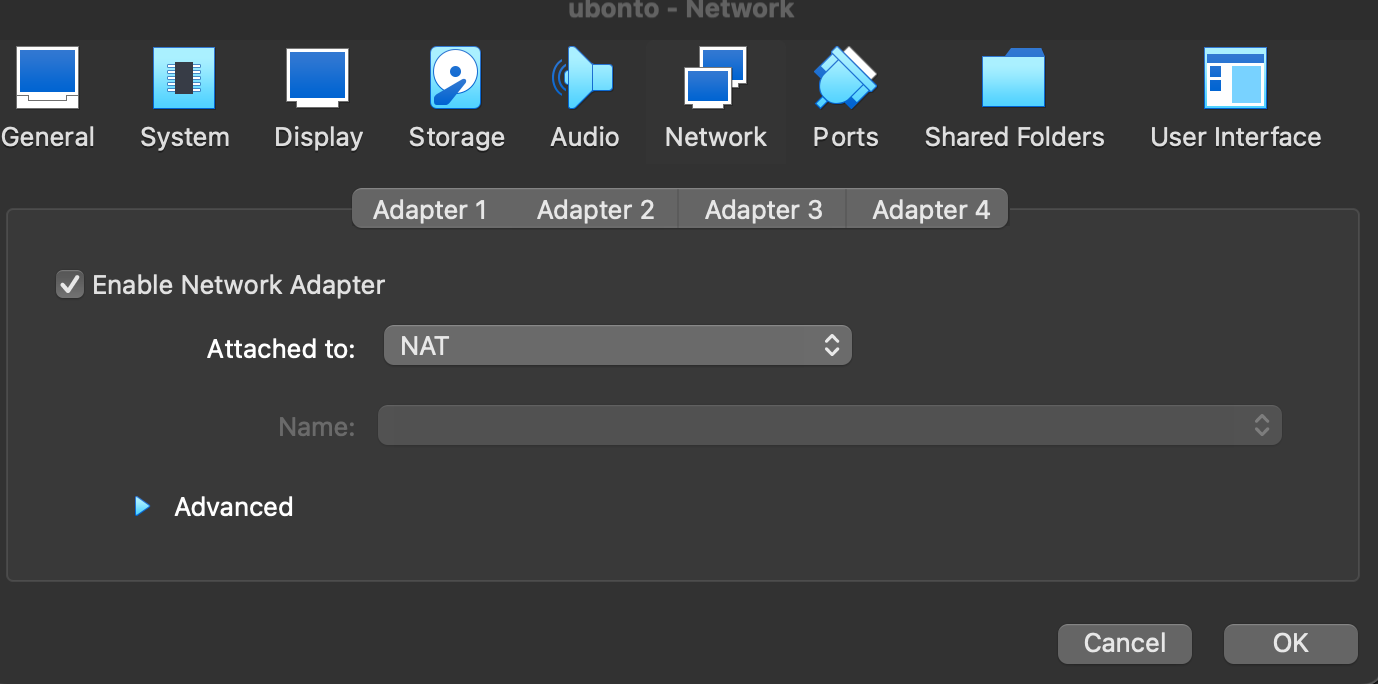 ubonto - Network
General System Display Storage Audio Network Ports Shared Folders User Interface
Adapter 1 Adapter 2 Adapter 3 Adapter 4
Enable Network Adapter
Attached to: NAT
Name:
Advanced
Cancel OK